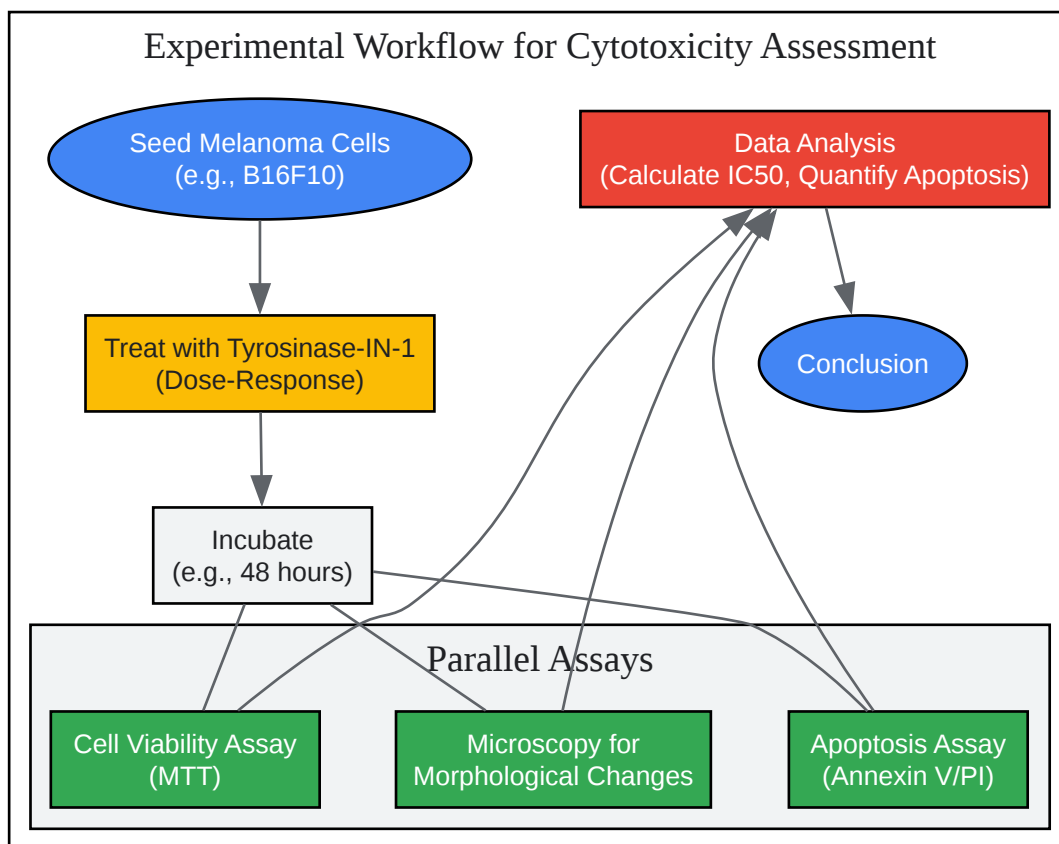 Experimental Workflow for Cytotoxicity Assessment
Seed Melanoma Cells
(e.g., B16F10)
Data Analysis
(Calculate IC50, Quantify Apoptosis)
Treat with Tyrosinase-IN-1
(Dose-Response)
Conclusion
Incubate
(e.g., 48 hours)
Parallel Assays
Cell Viability Assay
(MTT)
Microscopy for
Morphological Changes
Apoptosis Assay
(Annexin V/PI)